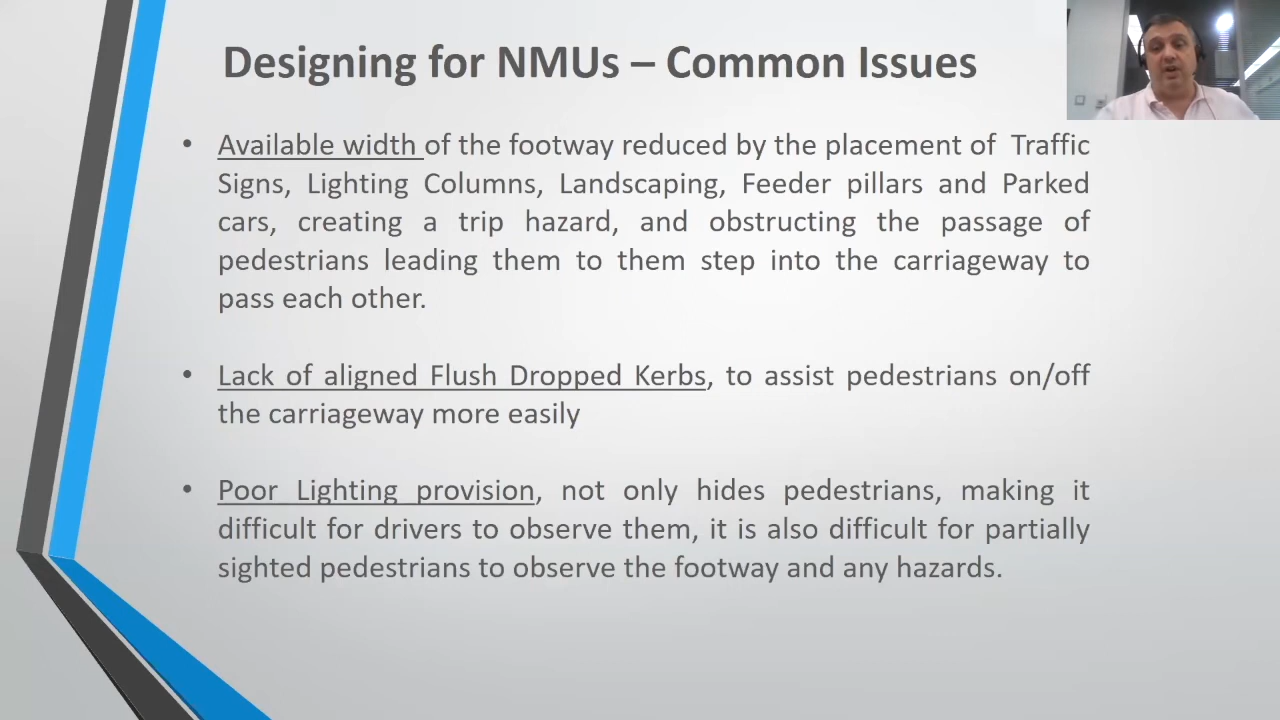 Designing for NMUs – Common Issues
• Available width of the footway reduced by the placement of Traffic
Signs, Lighting Columns, Landscaping, Feeder pillars and Parked
cars, creating a trip hazard, and obstructing the passage of
pedestrians leading them to them step into the carriageway to
pass each other.
• Lack of aligned Flush Dropped Kerbs, to assist pedestrians on/off
the carriageway more easily
• Poor Lighting provision, not only hides pedestrians, making it
difficult for drivers to observe them, it is also difficult for partially
sighted pedestrians to observe the footway and any hazards.